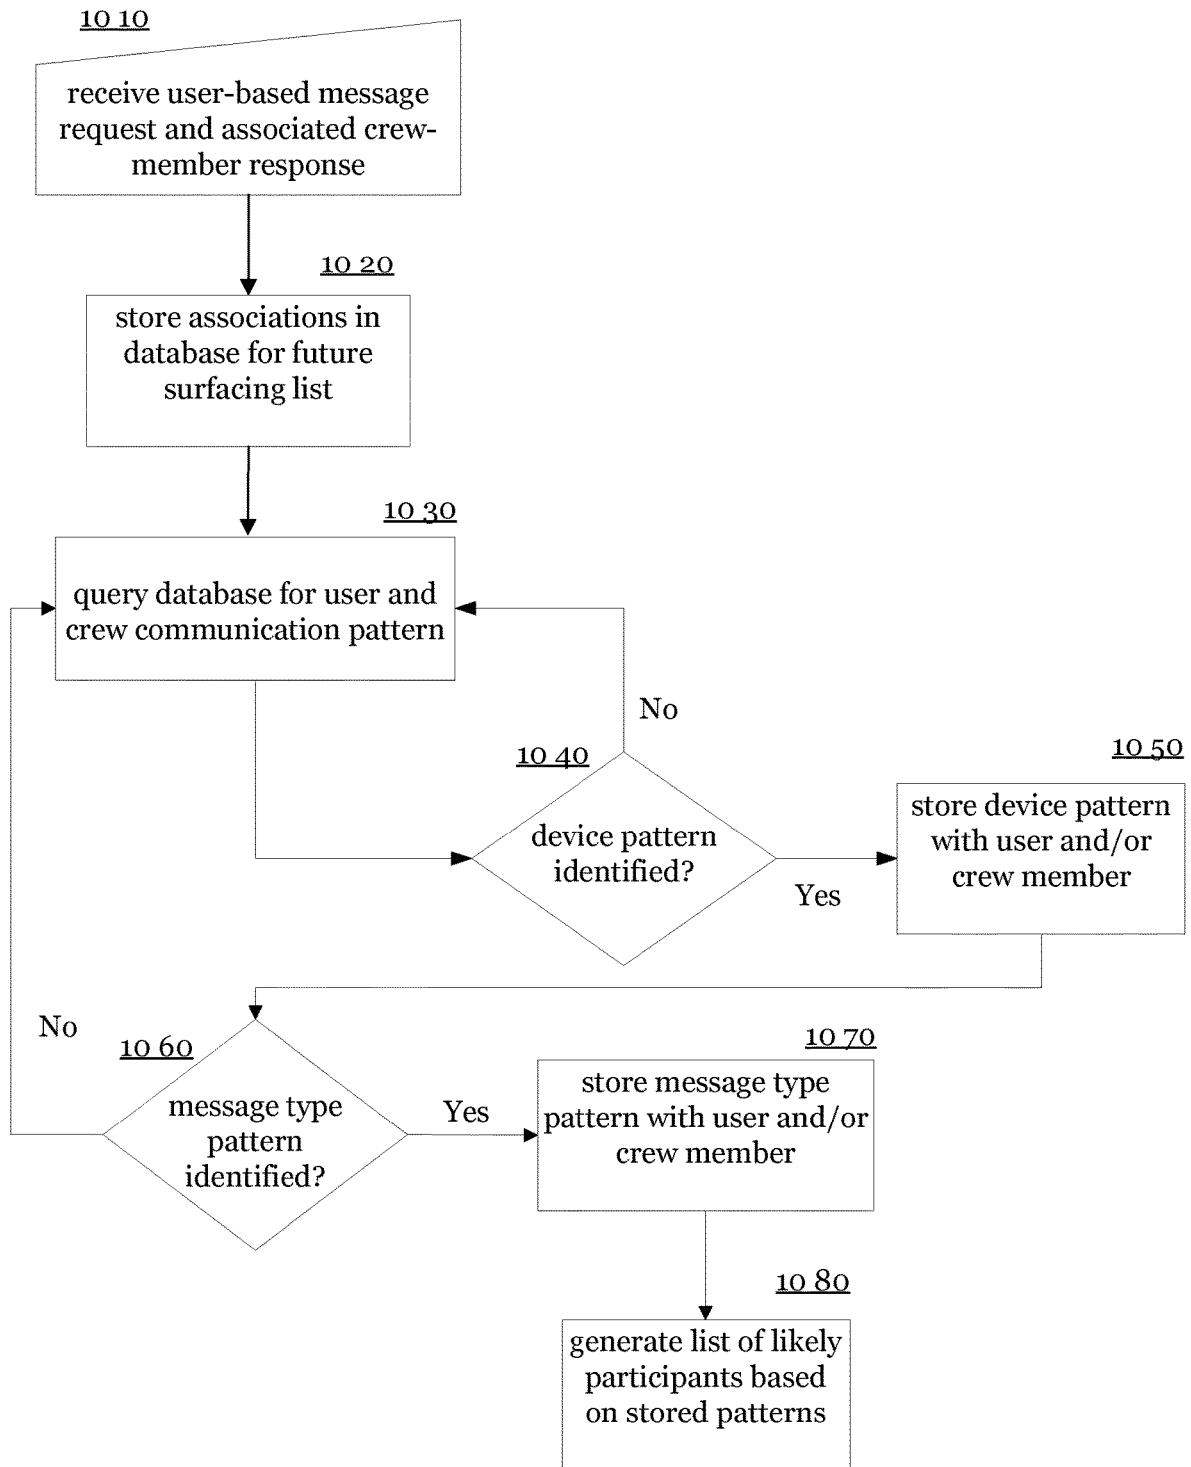 10 10
receive user-based message
request and associated crew-
member response
10 20
store associations in
database for future
surfacing list
10 30
query database for user and
crew communication pattern
No
10 40
device pattern
identified?
Yes
10 50
store device pattern
with user and/or
crew member
No
10 60
message type
pattern
identified?
Yes
10 70
store message type
pattern with user and/or
crew member
10 80
generate list of likely
participants based
on stored patterns